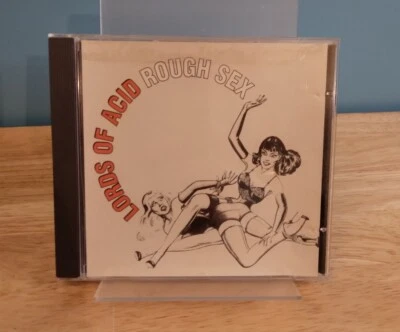 LORDS OF ACID ROUGH SEX